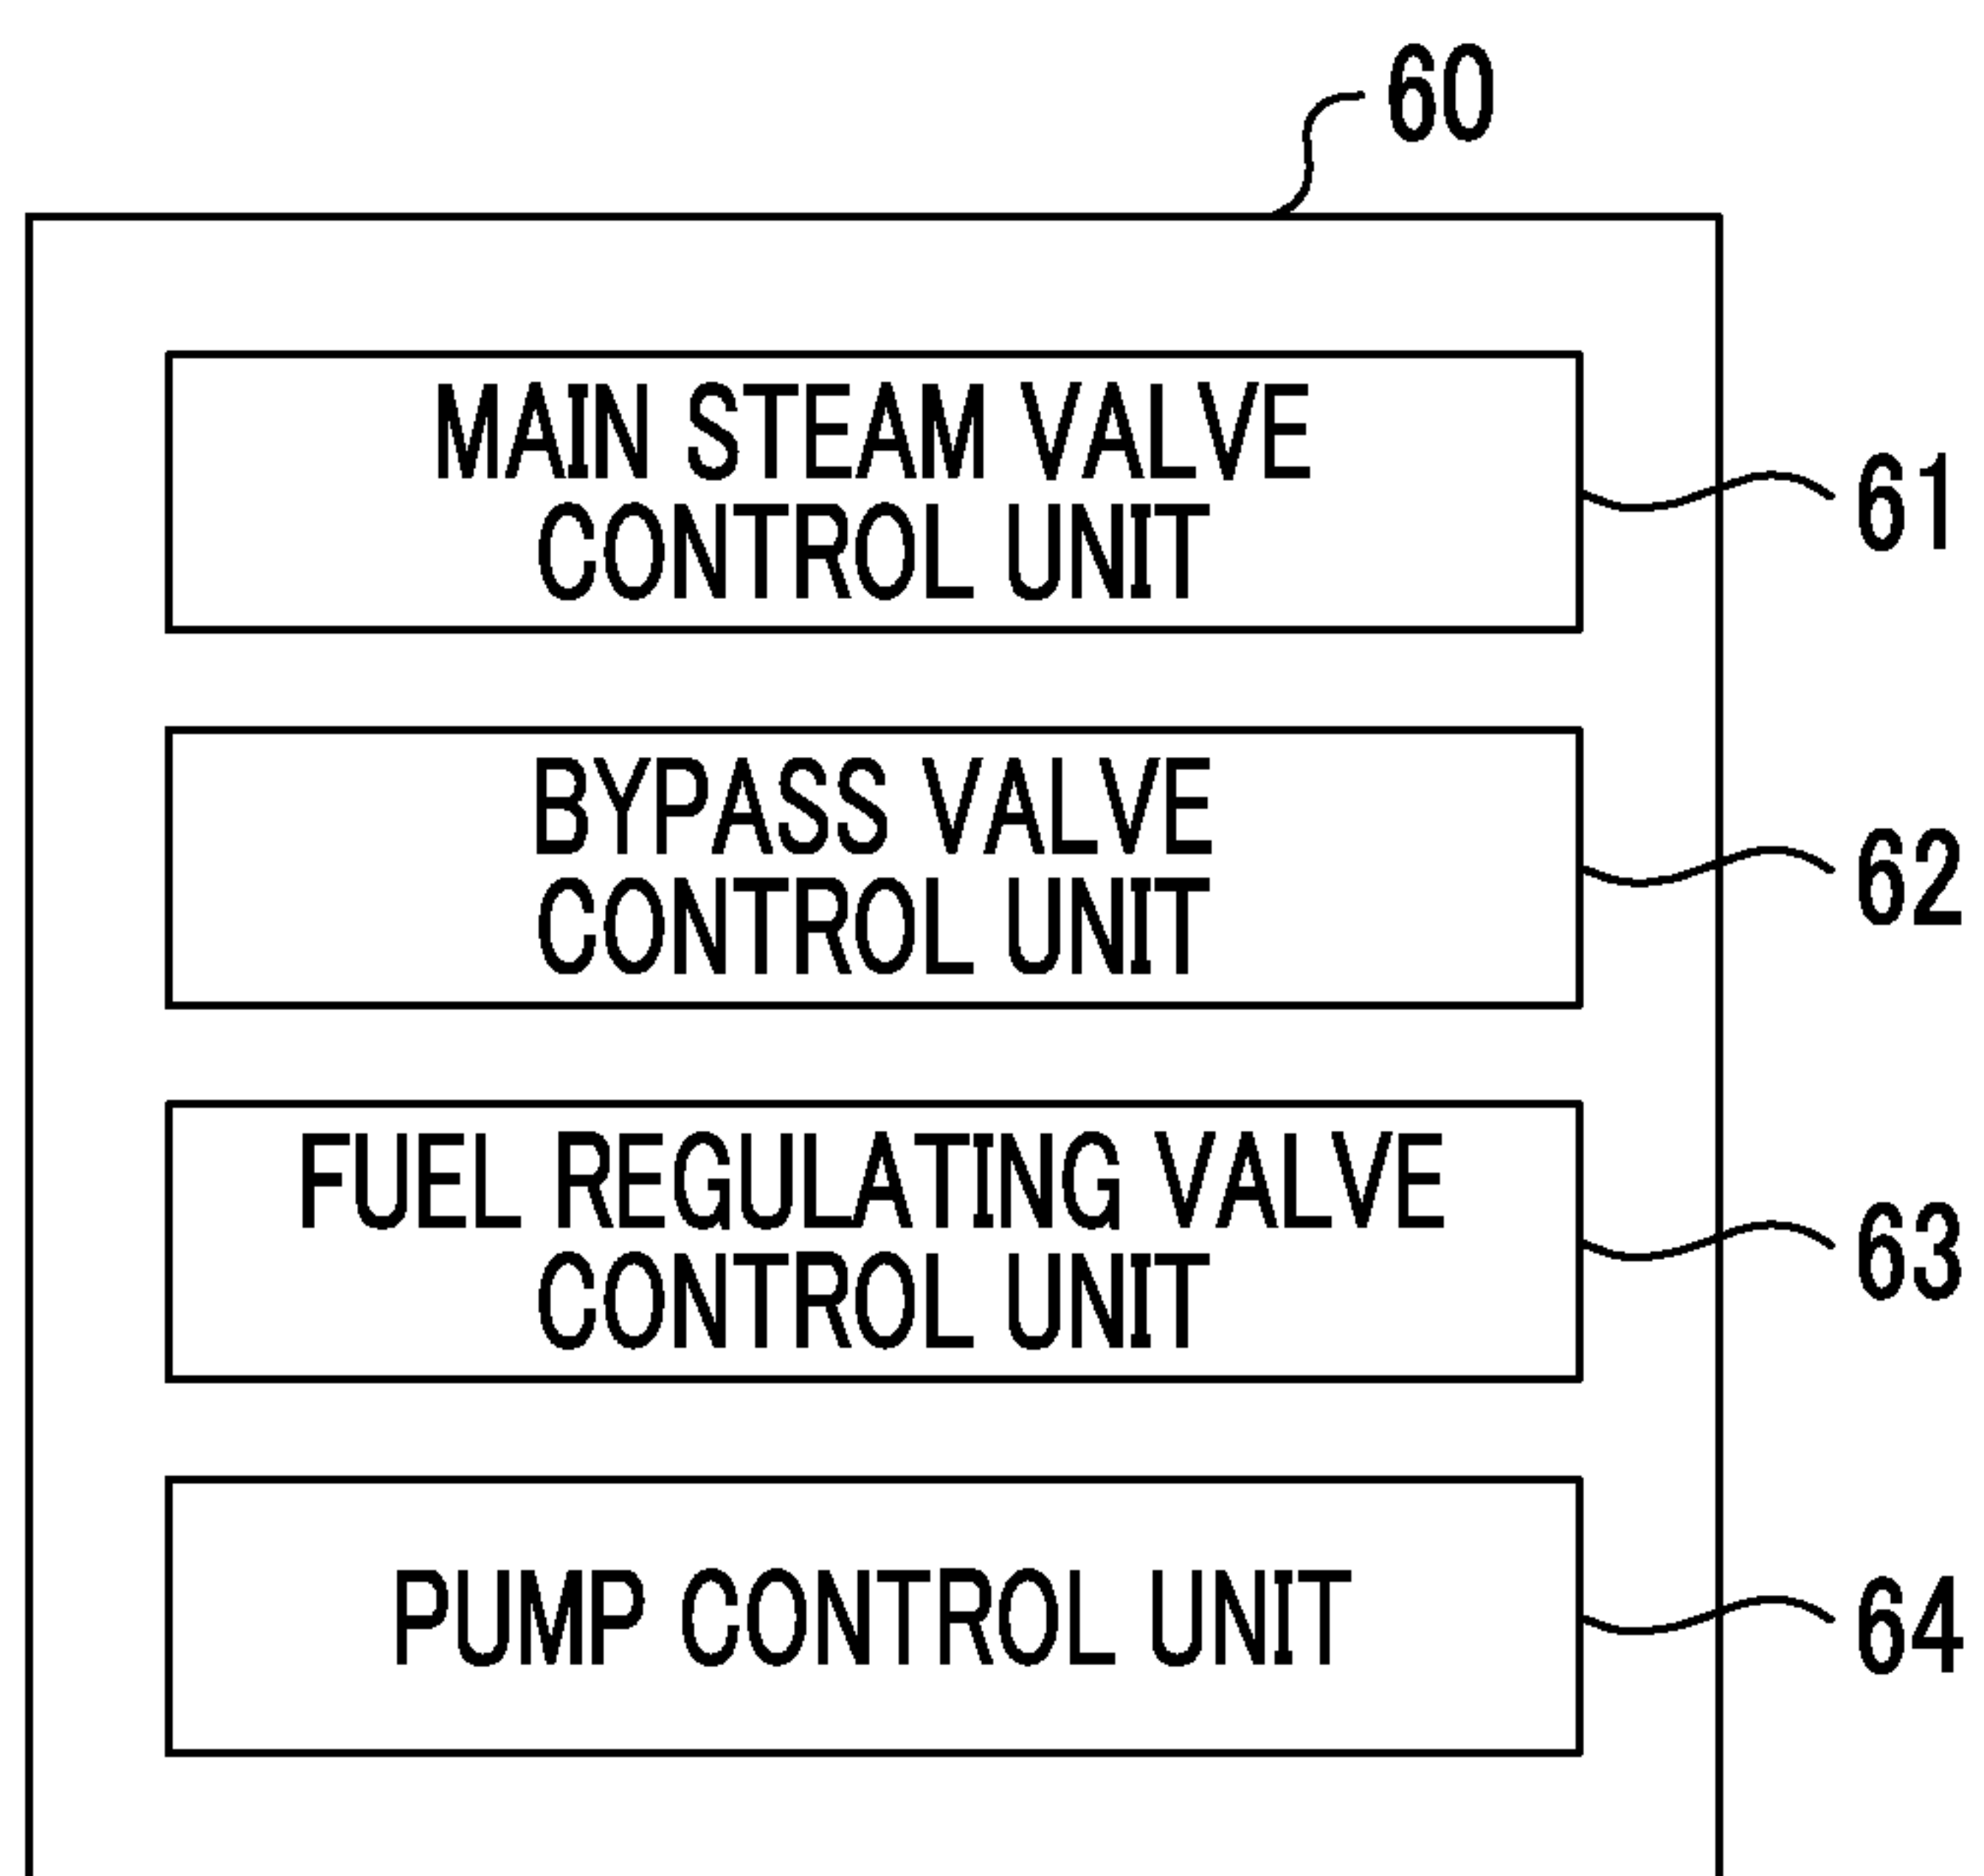 60
MAIN STEAM VALVE
CONTROL UNIT
61
BYPASS VALVE
CONTROL UNIT
62
FUEL REGULATING VALVE
CONTROL UNIT
63
PUMP CONTROL UNIT
64